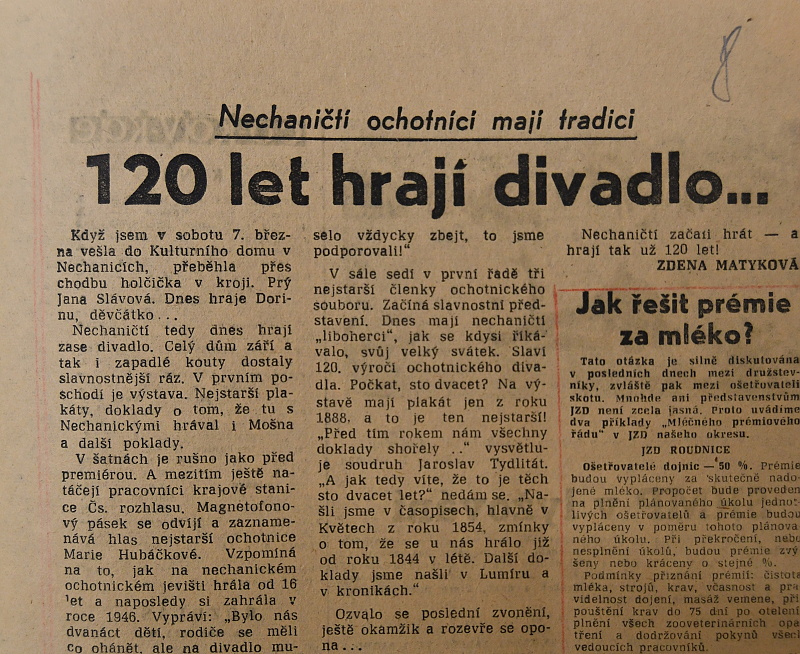 Nechaničtí ochotníci mají tradici
120 let hrají divadlo...
Když jsem v sobotu 7. břez-
na vešla do Kulturního domu v
Nechanicích, přeběhla přes
chodbu holčička v kroji. Prý
Jana Slávová. Dnes hraje Dori-
nu, děvčátko...
Nechaničtí tedy dnes hrají
zase divadlo. Celý dům září a
tak i zapadlé kouty dostaly
slavnostnější ráz. V prvním po-
schodí je výstava. Nejstarší pla-
káty, doklady o tom, že tu s
Nechanickými hrával i Mošna
a další poklady.
V šatnách je rušno jako před
premiérou. A mezitím ještě na-
táčejí pracovníci krajové stani-
ce Čs. rozhlasu. Magnetofono-
vý pásek se odvíjí a zazname-
nává hlas nejstarší ochotnice
Marie Hubáčkové. Vzpomíná
na to, jak na nechanickém
ochotnickém jevišti hrála od 16
let a naposledy si zahrála v
roce 1946. Vypráví: „Bylo nás
dvanáct dětí, rodiče se měli
co ohánět, ale na divadlo mu-
selo vždycky zbejt, to jsme
podporovali!“
V sále sedí v první řadě tři
nejstarší členky ochotnického
souboru. Začíná slavnostní před-
stavení. Dnes mají nechaničtí
„liboherci“, jak se kdysi říká-
valo, svůj velký svátek. Slaví
120. výročí ochotnického diva-
dla. Počkat, sto dvacet? Na vý-
stavě mají plakát jen z roku
1888, a to je ten nejstarší!
„Před tím rokem nám všechny
doklady shořely ..“ vysvětlu-
je soudruh Jaroslav Tydlitát.
„A jak tedy víte, že to je těch
sto dvacet let?“ nedám se. „Na-
šli jsme v časopisech, hlavně v
Květech z roku 1854, zmínky
o tom, že se u nás hrálo již
od roku 1844 v létě. Další do-
klady jsme našli v Lumíru a
v kronikách.“
Ozvalo se poslední zvonění,
ještě okamžik a rozevře se opo-
na...
Nechaničtí začali hrát — a
hrají tak už 120 let!
ZDENA MATYKOVÁ
Jak řešit prémie
za mléko?
Tato otázka je silně diskutována
v posledních dnech mezi družstev-
níky, zvláště pak mezi ošetřovateli
skotu. Mnohde ani představenstvům
JZD není zcela jasná. Proto uvádíme
dva příklady „Mléčného prémiového
řádu“ v JZD našeho okresu.
JZD ROUDNICE
Ošetřovatelé dojnic — 50 %. Prémie
budou vypláceny za skutečně nado-
jené mléko. Propočet bude proveden
na plnění plánovaného úkolu jednot-
livých ošetřovatelů a prémie budou
vypláceny v poměru tohoto plánova-
ného úkolu. Při překročení, nebo
nesplnění úkolů, budou prémie zvý-
šeny nebo kráceny o stejné %.
Podmínky přiznání prémií: čistota
mléka, strojů, krav, včasnost a pra-
videlnost dojení, masáž vemene, při
pouštění krav do 75 dní po otelení
plnění všech zooveterinárních opa-
tření a dodržování pokynů všech
vedoucích pracovníků.